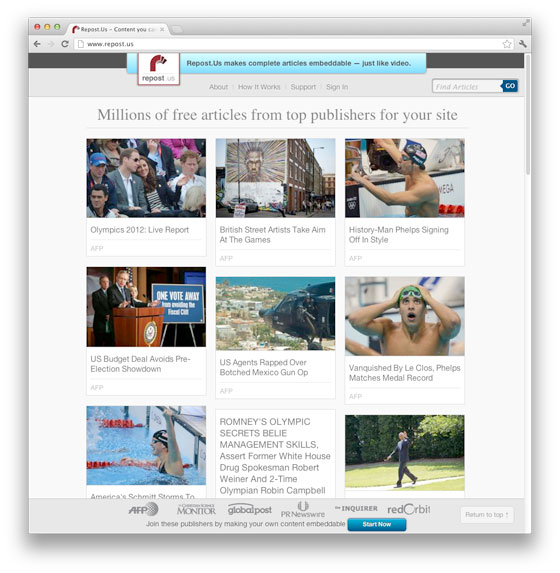 Repost.Us – Content you can
www.repost.us
repost.us
Repost.Us makes complete articles embeddable — just like video.
About How It Works Support Sign In
Find Articles GO
Millions of free articles from top publishers for your site
Olympics 2012: Live Report
AFP
British Street Artists Take Aim
At The Games
AFP
History-Man Phelps Signing
Off In Style
AFP
OMEGA
ONE VOTE AWAY
from avoiding the
Fiscal Cliff
US Budget Deal Avoids Pre-
Election Showdown
AFP
US Agents Rapped Over
Botched Mexico Gun Op
AFP
Vanquished By Le Clos, Phelps
Matches Medal Record
AFP
America's Schmitt Storms To
ROMNEY'S OLYMPIC
SECRETS BELIE
MANAGEMENT SKILLS,
Assert Former White House
Drug Spokesman Robert
Weiner And 2-Time
Olympian Robin Campbell
AFP
MONITOR
globalpost
PR Newswire
THE INQUIRER
redOrbit
Join these publishers by making your own content embeddable Start Now
Return to top ↑